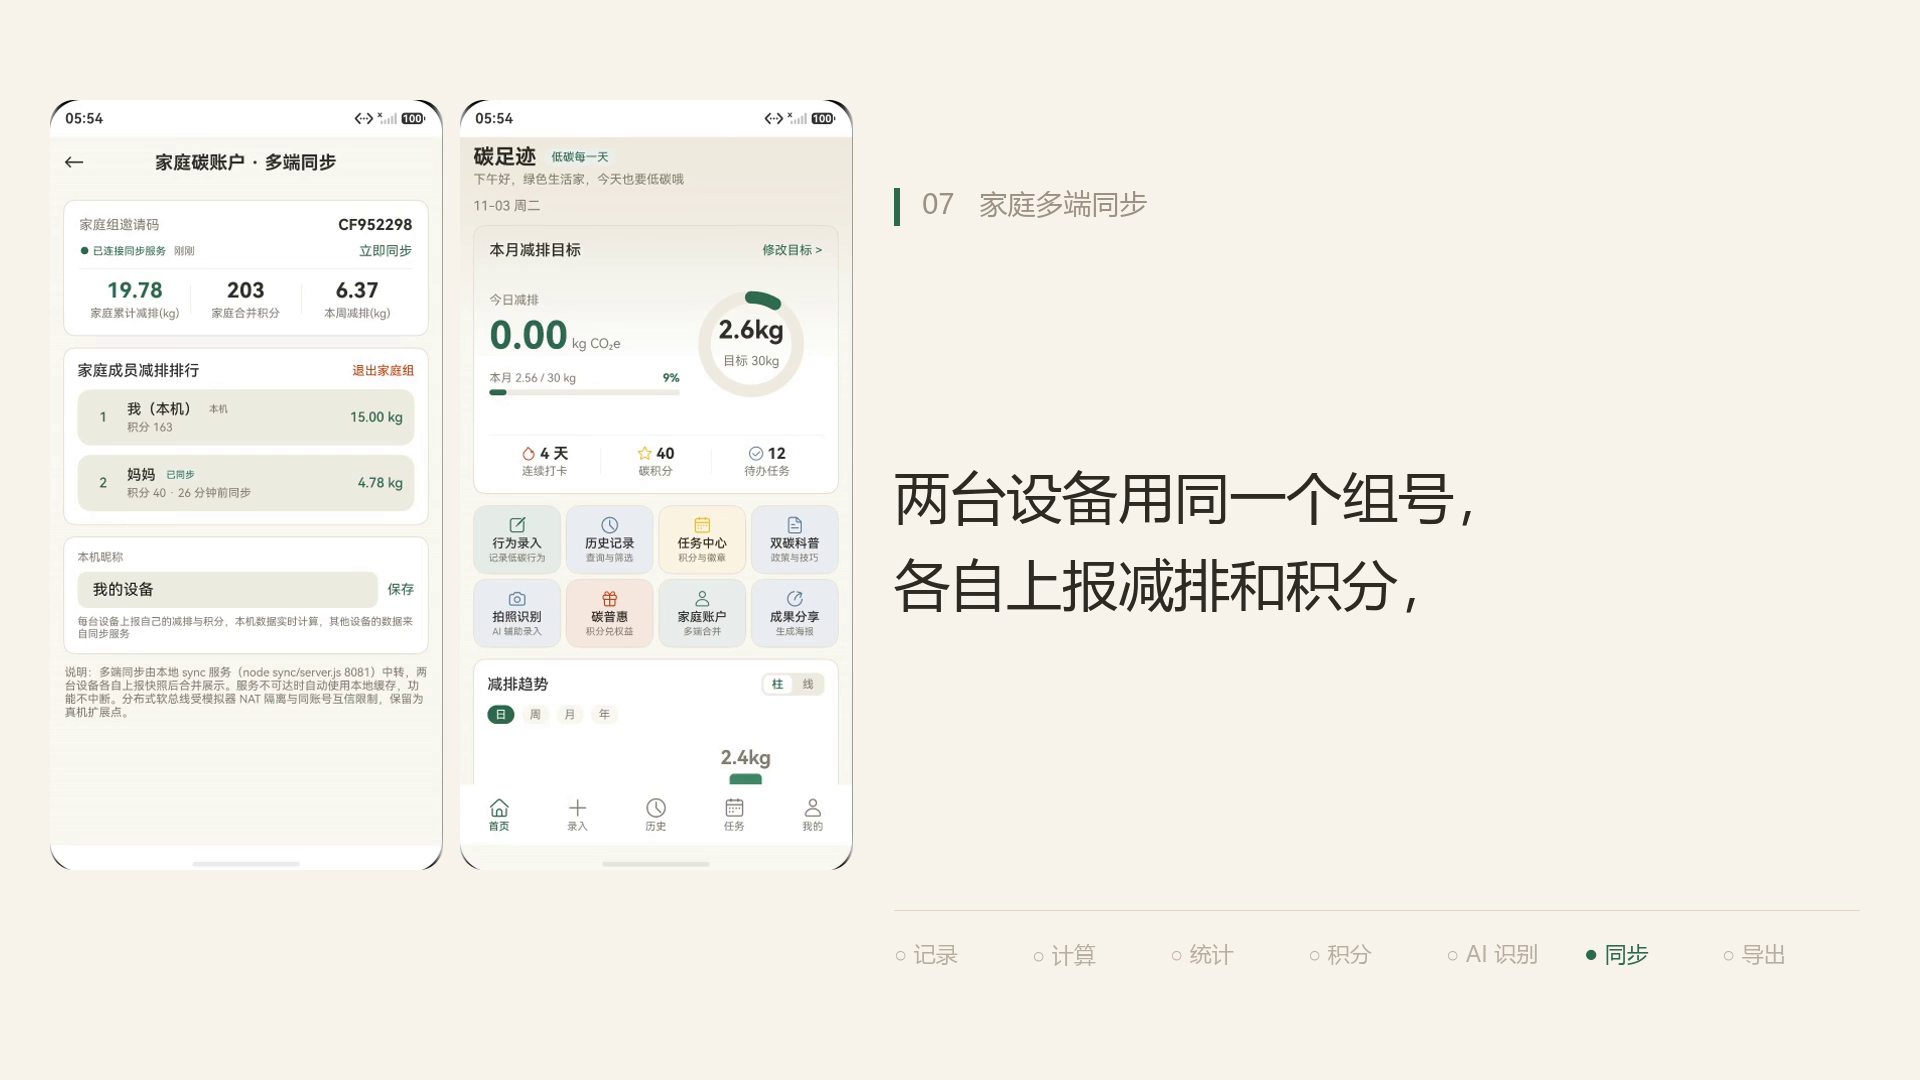 05:54
100
家庭碳账户 · 多端同步
家庭组邀请码 CF952298
已连接同步服务 刚刚 立即同步
19.78 203 6.37
家庭累计减排(kg) 家庭合并积分 本周减排(kg)
家庭成员减排排行 退出家庭组
1 我（本机） 本机 15.00 kg
积分 163
2 妈妈 已同步 4.78 kg
积分 40 · 26 分钟前同步
本机昵称
我的设备 保存
每台设备上报自己的减排与积分，本机数据实时计算，其他设备的数据来
自同步服务
说明：多端同步由本地 sync 服务（node sync/server.js 8081）中转，两
台设备各自上报快照后合并展示。服务不可达时自动使用本地缓存，功
能不中断。分布式软总线受模拟器 NAT 隔离与同账号互信限制，保留为
真机扩展点。
05:54
100
碳足迹 低碳每一天
下午好，绿色生活家，今天也要低碳哦
11-03 周二
本月减排目标 修改目标 >
今日减排
0.00 kg CO₂e
2.6kg
目标 30kg
本月 2.56 / 30 kg 9%
4 天 40 12
连续打卡 碳积分 待办任务
行为录入 历史记录 任务中心 双碳科普
记录低碳行为 查询与筛选 积分与徽章 政策与技巧
拍照识别 碳普惠 家庭账户 成果分享
AI 辅助录入 积分兑权益 多端合并 生成海报
减排趋势 柱 线
日 周 月 年
2.4kg
首页 录入 历史 任务 我的
07 家庭多端同步
两台设备用同一个组号，
各自上报减排和积分，
记录 计算 统计 积分 AI 识别 同步 导出